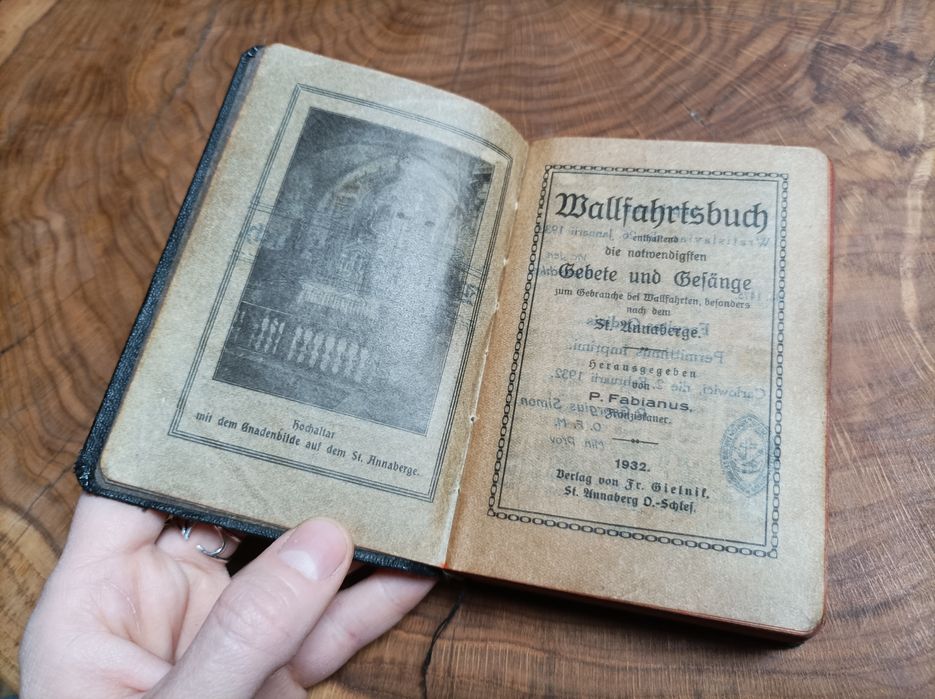 Hochaltar
mit dem Gnadenbilde auf dem St. Annaberge.
Wallfahrtsbuch
enthaltend
die notwendigſten
Gebete und Geſänge
zum Gebrauche bei Wallfahrten, beſonders
nach dem
St. Annaberge.
Herausgegeben
von
P. Fabianus,
Franziskaner.
1932.
Verlag von Fr. Gielnik.
St. Annaberg O.-Schleſ.